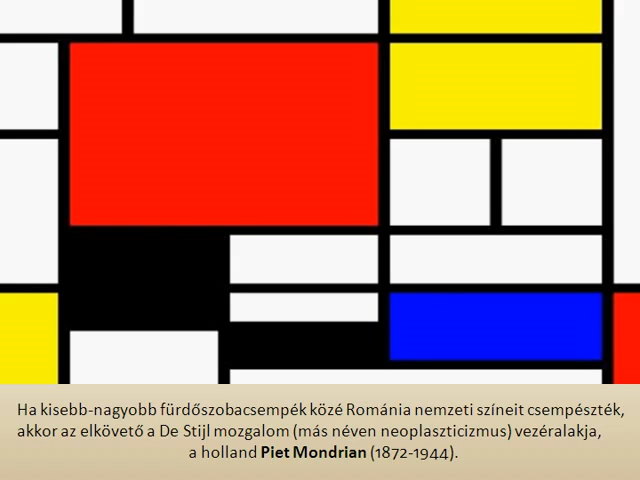 Ha kisebb-nagyobb fürdőszobacsempék közé Románia nemzeti színeit csempészték,
akkor az elkövető a De Stijl mozgalom (más néven neoplaszticizmus) vezéralakja,
a holland Piet Mondrian (1872-1944).